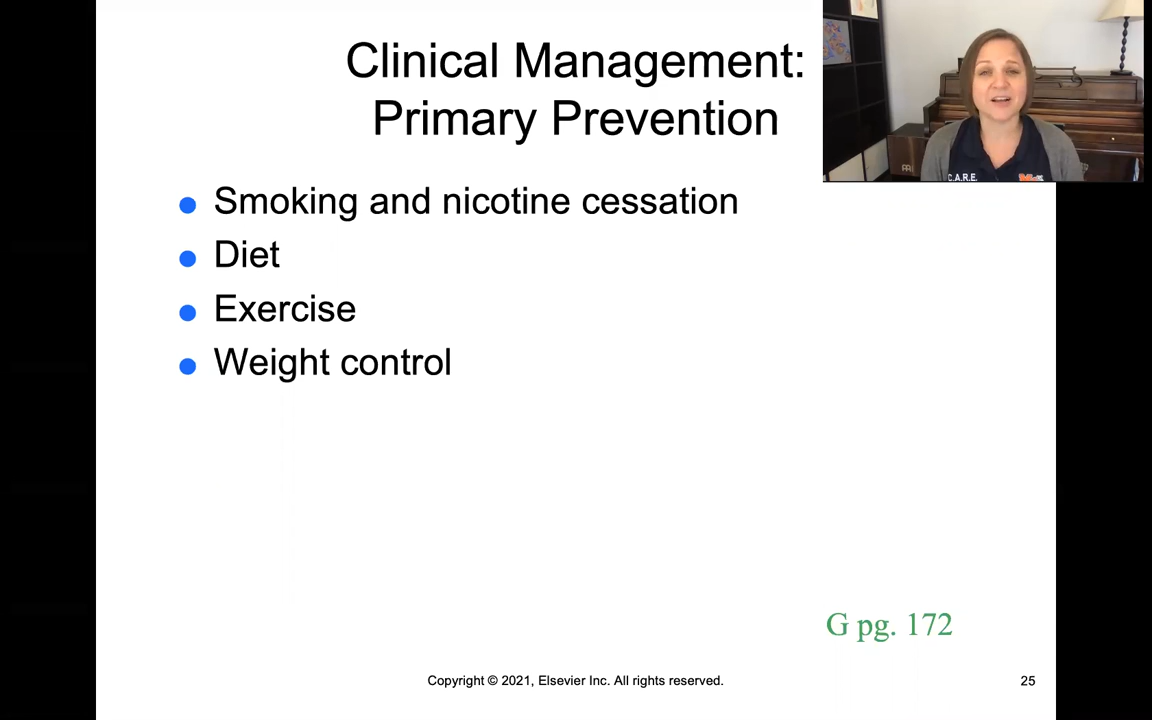 Clinical Management:
Primary Prevention
C.A.R.E.
Smoking and nicotine cessation
Diet
Exercise
Weight control
G pg. 172
Copyright © 2021, Elsevier Inc. All rights reserved.
25